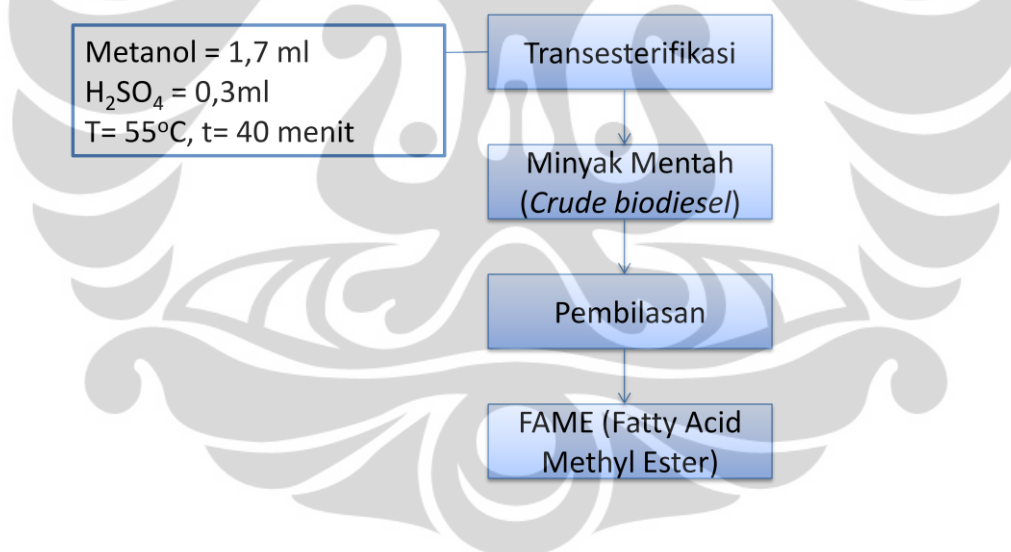 Metanol = 1,7 ml
H₂SO₄ = 0,3ml
T= 55°C, t= 40 menit
Transesterifikasi
Minyak Mentah
(Crude biodiesel)
Pembilasan
FAME (Fatty Acid
Methyl Ester)